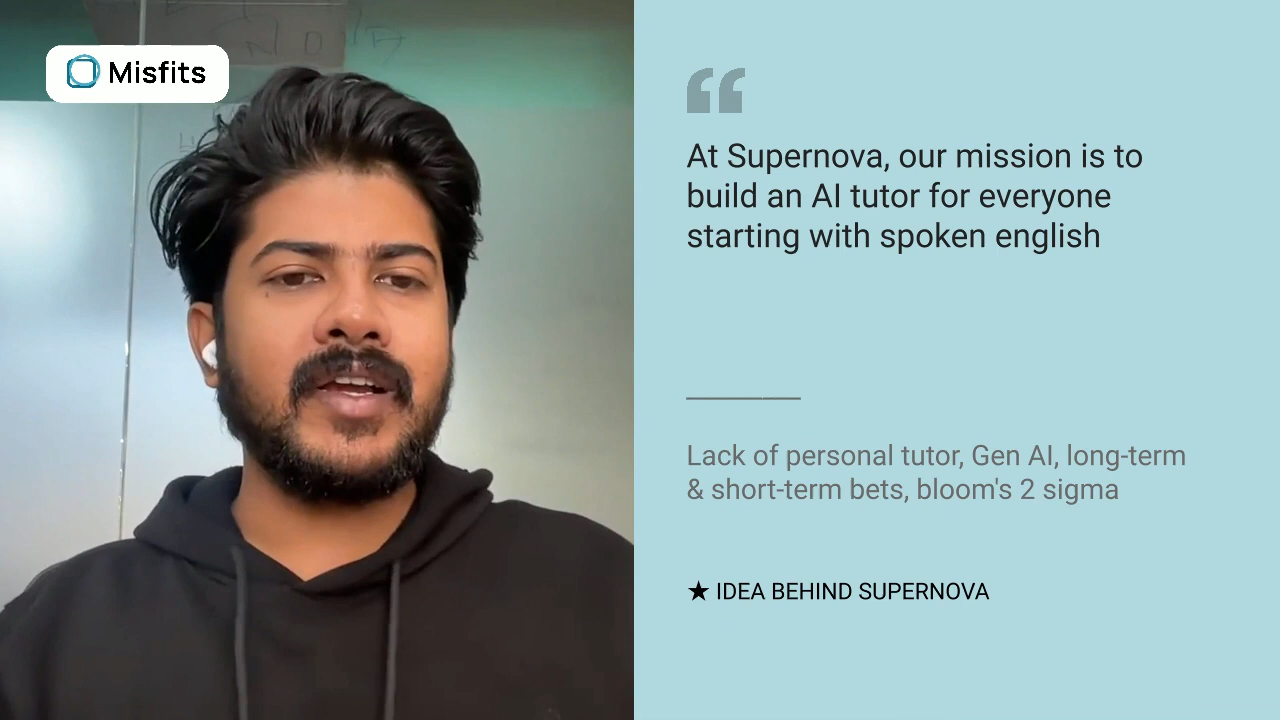 Misfits
At Supernova, our mission is to
build an AI tutor for everyone
starting with spoken english
Lack of personal tutor, Gen AI, long-term
& short-term bets, bloom's 2 sigma
★ IDEA BEHIND SUPERNOVA